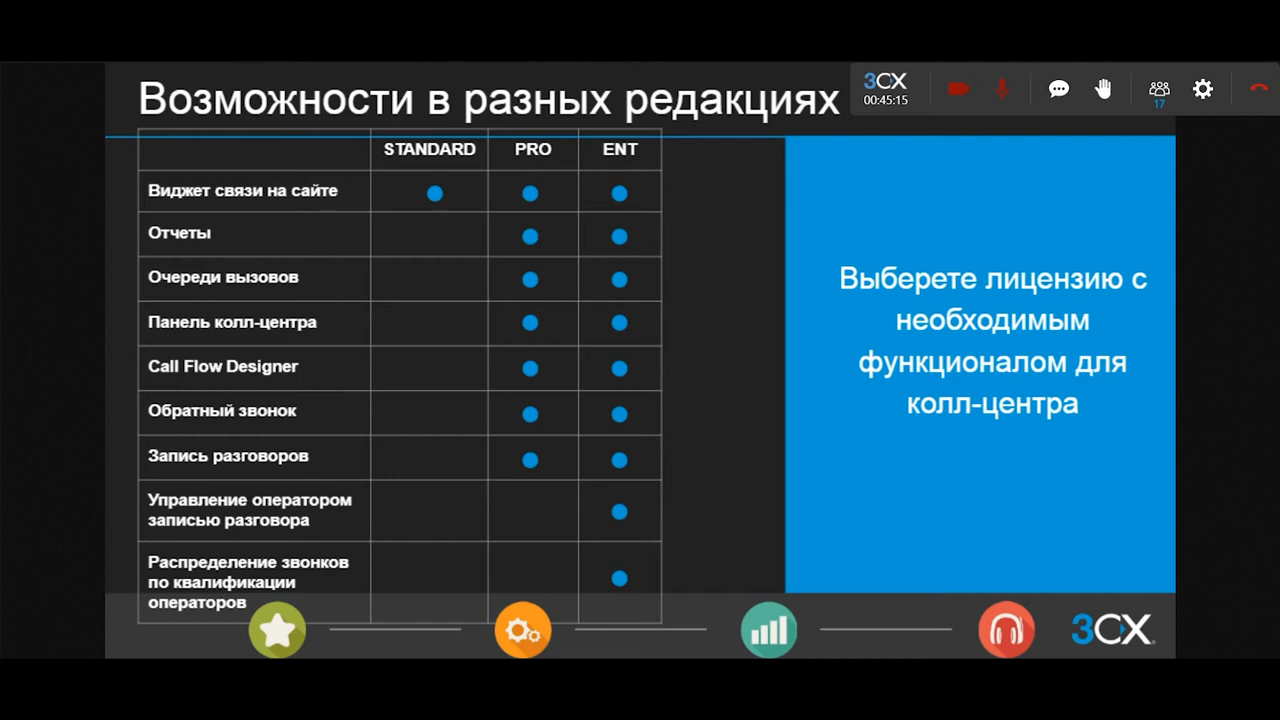 Возможности в разных редакциях
3CX
00:45:15
17
STANDARD PRO ENT
Виджет связи на сайте
Отчеты
Очереди вызовов
Панель колл-центра
Call Flow Designer
Обратный звонок
Запись разговоров
Управление оператором
записью разговора
Распределение звонков
по квалификации
операторов
Выберете лицензию с
необходимым
функционалом для
колл-центра
3CX